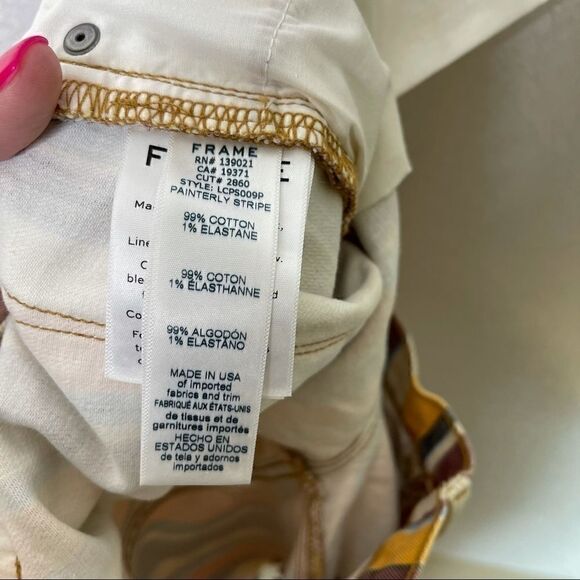 FRAME
RN# 139021
CA# 19371
CUT# 2860
STYLE: LCPS009P
PAINTERLY STRIPE
99% COTTON
1% ELASTANE
99% COTON
1% ÉLASTHANNE
99% ALGODÓN
1% ELASTANO
MADE IN USA
of imported
fabrics and trim
FABRIQUÉ AUX ÉTATS-UNIS
de tissus et de
garnitures importés
HECHO EN
ESTADOS UNIDOS
de tela y adornos
importados